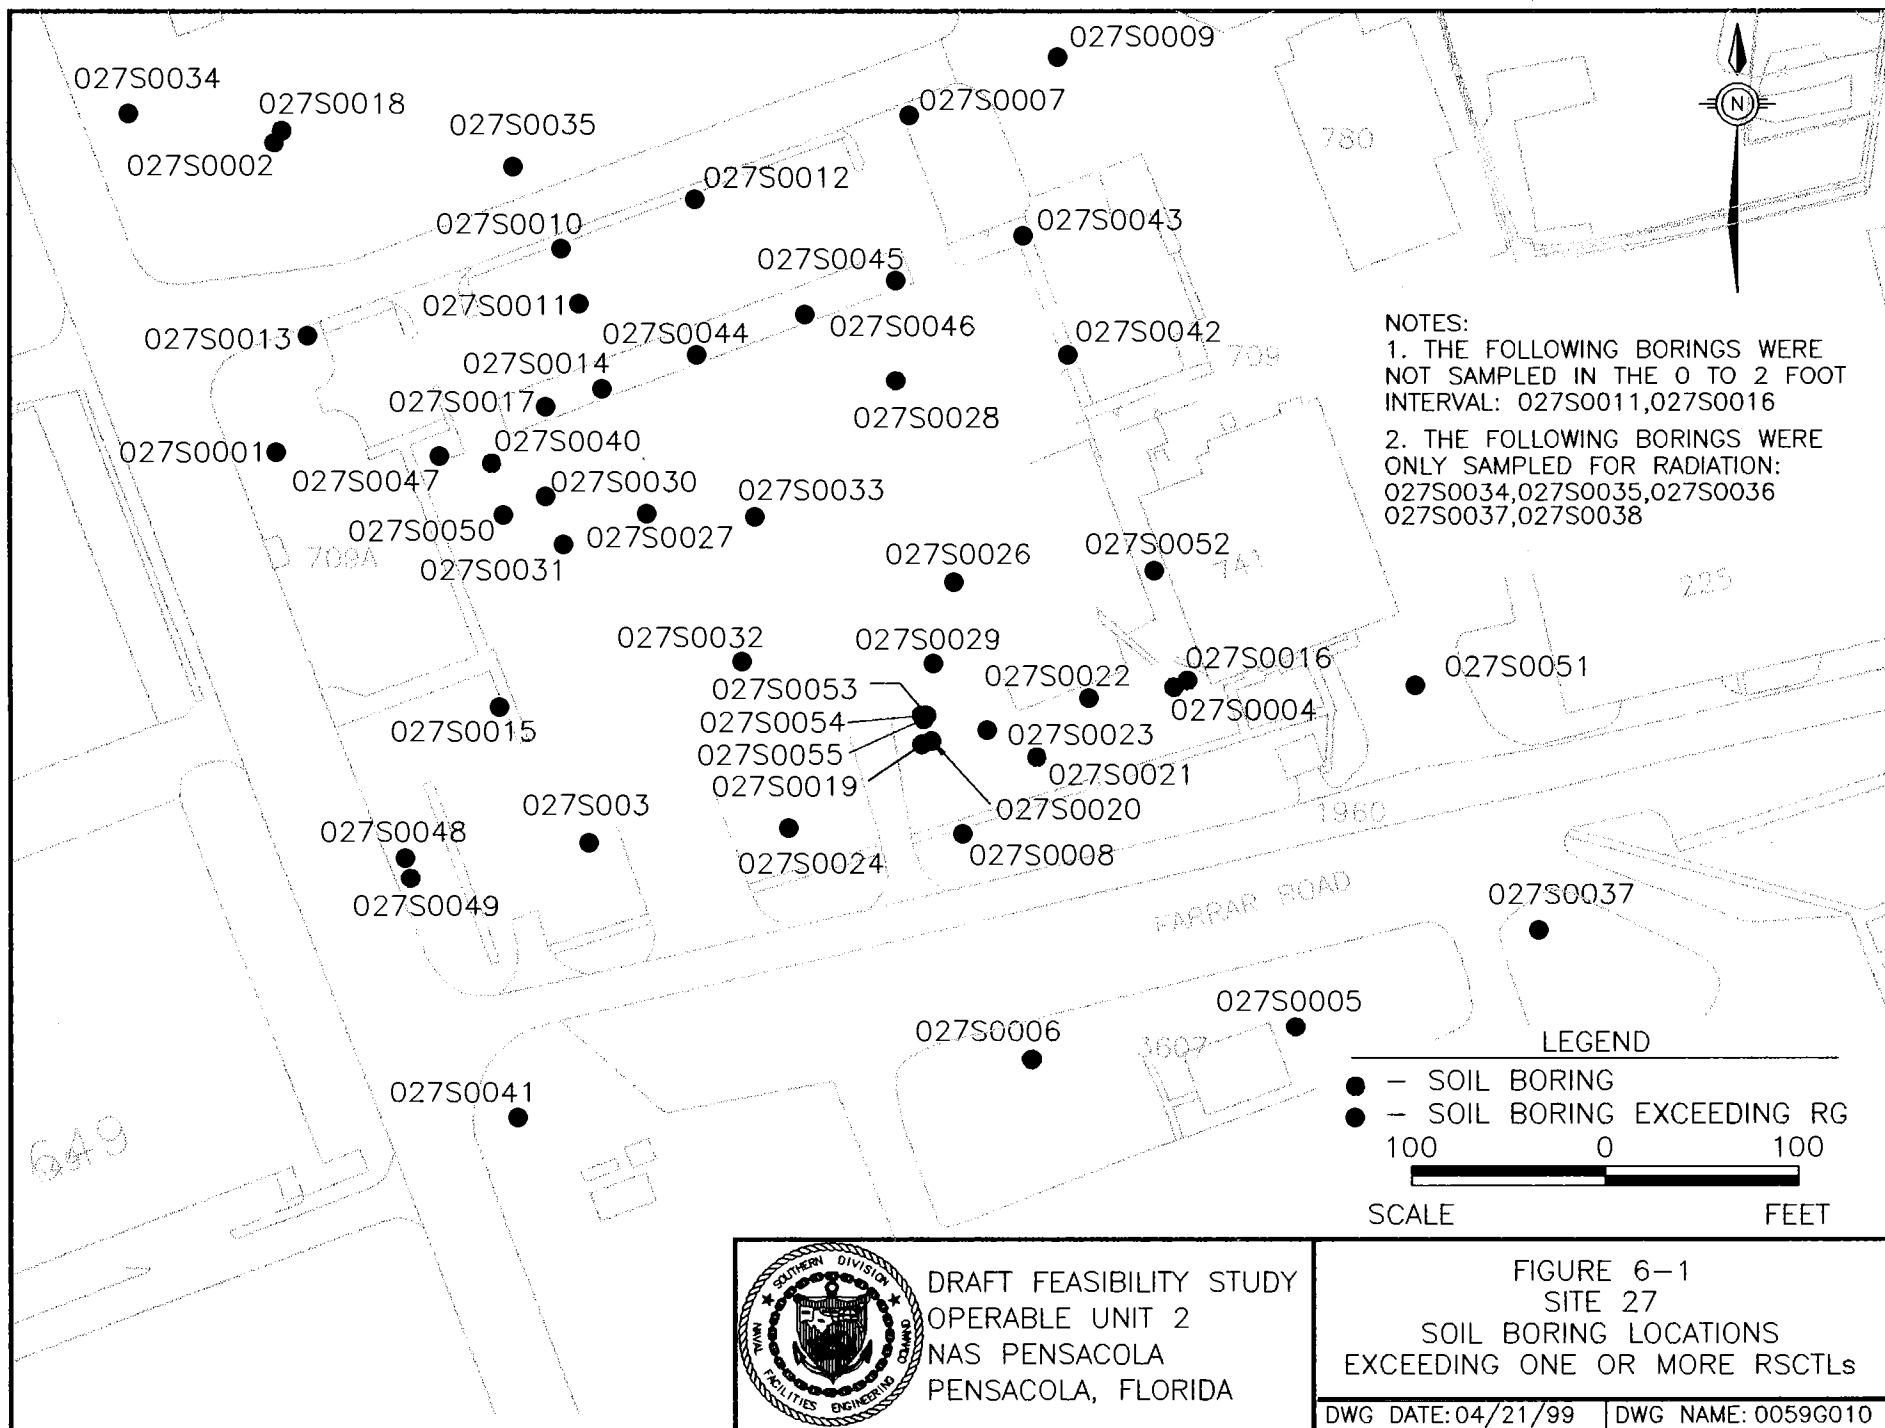 027S0009
027S0034
027S0018
027S0007
027S0035
780
027S0002
027S0012
N
027S0010
027S0043
027S0045
027S0011
027S0013
027S0044
027S0046
027S0042
709
027S0014
027S0017
027S0028
NOTES:
1. THE FOLLOWING BORINGS WERE
NOT SAMPLED IN THE 0 TO 2 FOOT
INTERVAL: 027S0011,027S0016
2. THE FOLLOWING BORINGS WERE
ONLY SAMPLED FOR RADIATION:
027S0034,027S0035,027S0036
027S0037,027S0038
027S0001
027S0040
027S0047
027S0030
027S0033
027S0050
027S0027
709A
027S0031
027S0026
027S0052
741
225
027S0032
027S0029
027S0016
027S0051
027S0053
027S0022
027S0054
027S0004
027S0015
027S0055
027S0023
027S0019
027S0021
027S003
027S0020
1960
027S0048
027S0024
027S0008
027S0049
FARRAR ROAD
027S0037
027S0005
027S0006
3607
027S0041
649
LEGEND
– SOIL BORING
– SOIL BORING EXCEEDING RG
100 0 100
SCALE FEET
SOUTHERN DIVISION
NAVAL FACILITIES ENGINEERING COMMAND
DRAFT FEASIBILITY STUDY
OPERABLE UNIT 2
NAS PENSACOLA
PENSACOLA, FLORIDA
FIGURE 6–1
SITE 27
SOIL BORING LOCATIONS
EXCEEDING ONE OR MORE RSCTLs
DWG DATE: 04/21/99
DWG NAME: 0059G010